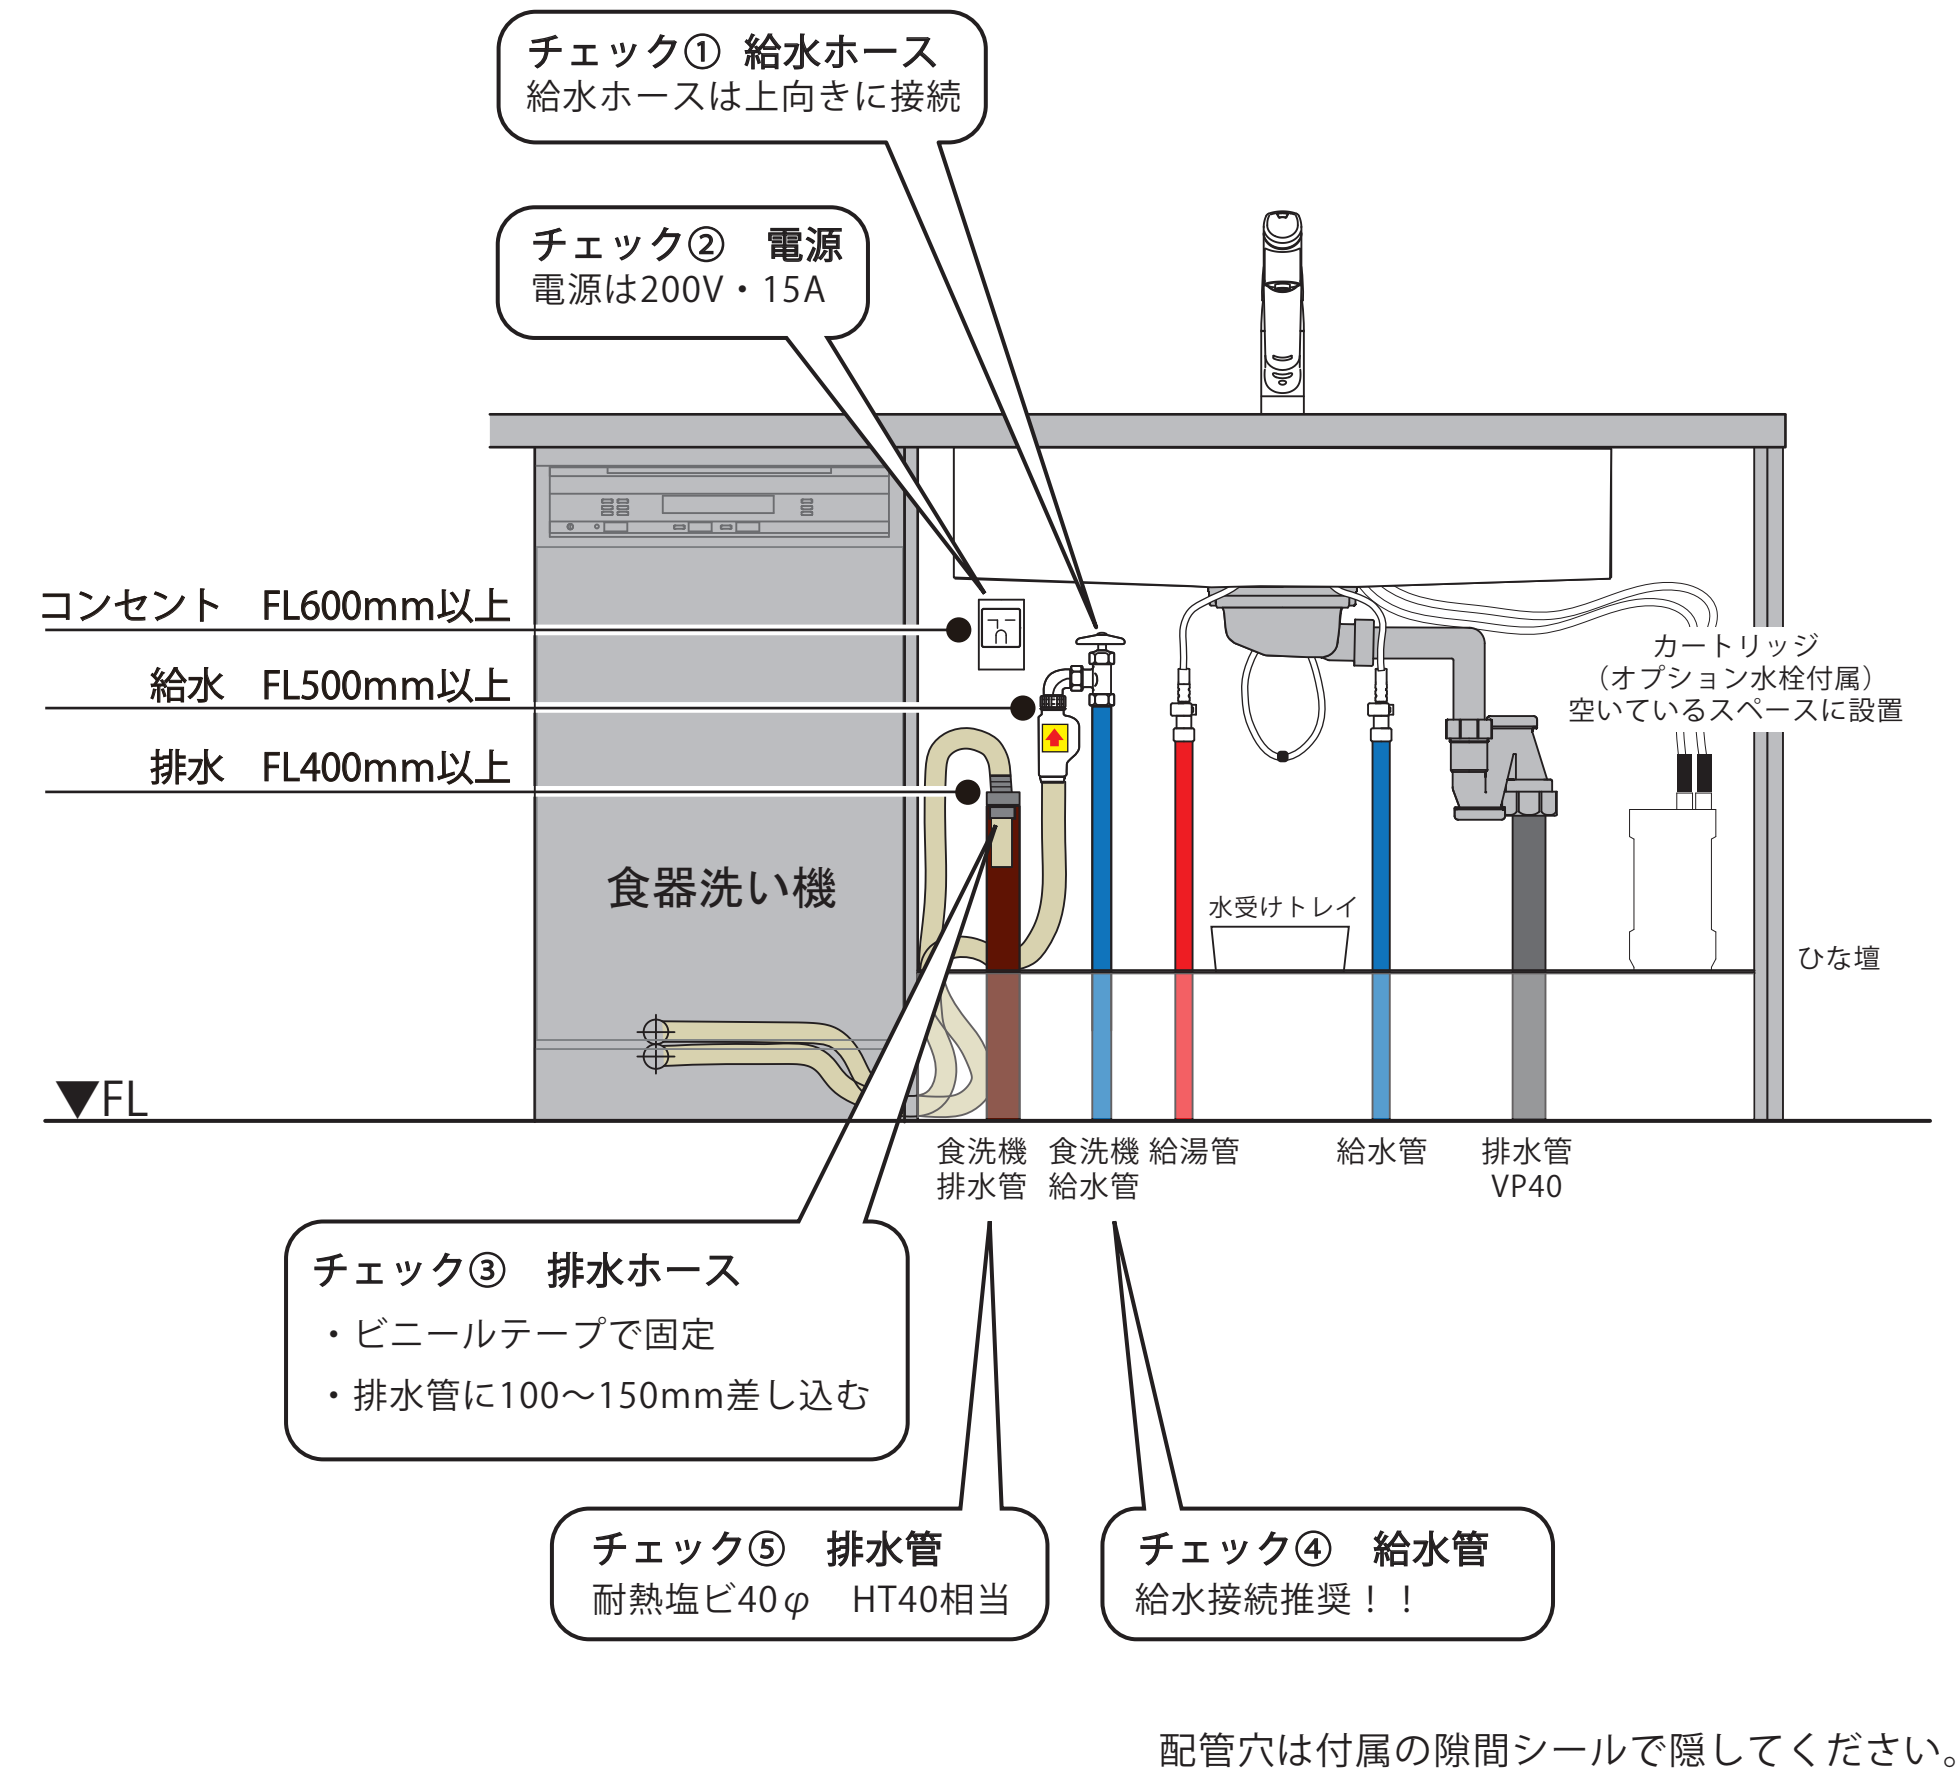 チェック① 給水ホース
給水ホースは上向きに接続
チェック②　電源
電源は200V・15A
コンセント　FL600mm以上
給水　FL500mm以上
排水　FL400mm以上
カートリッジ
（オプション水栓付属）
空いているスペースに設置
食器洗い機
水受けトレイ
ひな壇
▼FL
食洗機
排水管
食洗機
給水管
給湯管
給水管
排水管
VP40
チェック③　排水ホース
・ビニールテープで固定
・排水管に100～150mm差し込む
チェック⑤　排水管
耐熱塩ビ40φ　HT40相当
チェック④　給水管
給水接続推奨！！
配管穴は付属の隙間シールで隠してください。